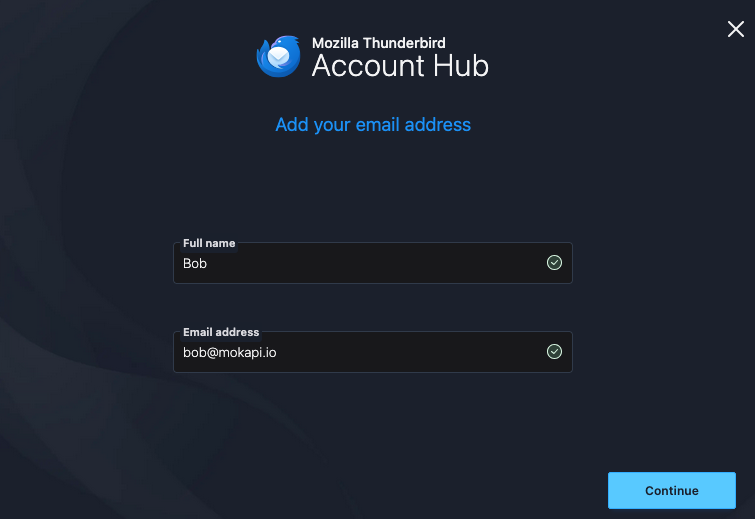 Mozilla Thunderbird
Account Hub
Add your email address
Full name
Bob
Email address
bob@mokapi.io
Continue